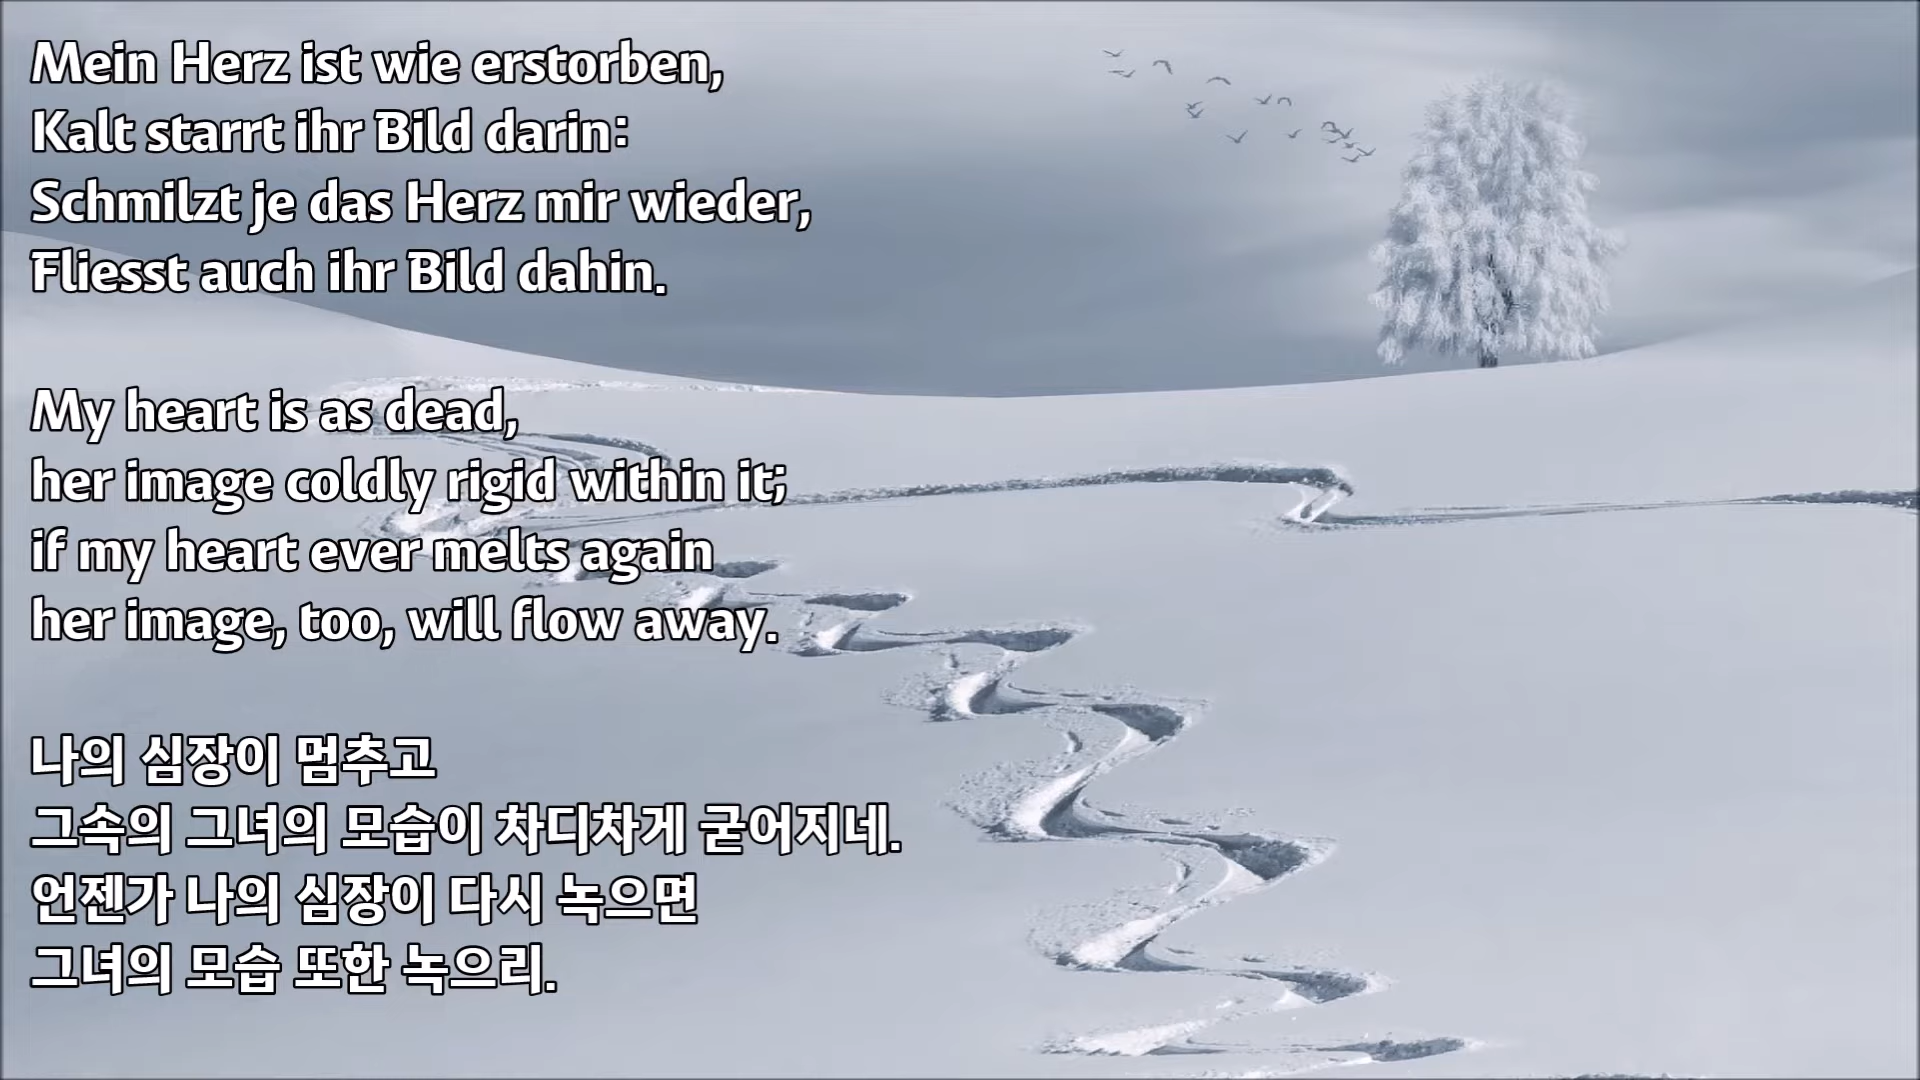 Mein Herz ist wie erstorben,
Kalt starrt ihr Bild darin:
Schmilzt je das Herz mir wieder,
Fliesst auch ihr Bild dahin.
My heart is as dead,
her image coldly rigid within it;
if my heart ever melts again
her image, too, will flow away.
나의 심장이 멈추고
그속의 그녀의 모습이 차디차게 굳어지네.
언젠가 나의 심장이 다시 녹으면
그녀의 모습 또한 녹으리.